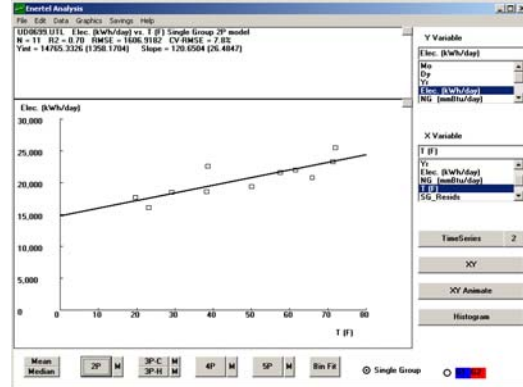 Enertel Analysis
File Edit Data Graphics Savings Help
UD0699.UTL Elec. (kWh/day) vs. T (F) Single Group 2P model
N = 11 R2 = 0.70 RMSE = 1606.9182 CV-RMSE = 7.8%
Yint = 14765.3326 (1350.1704) Slope = 120.6504 (26.4047)
Elec. (kWh/day)
30,000
25,000
20,000
15,000
10,000
5,000
0
0 10 20 30 40 50 60 70 80
T (F)
Y Variable
Elec. (kWh/day)
Mo
Dy
Yr
Elec. (kWh/day)
NG (mmBtu/day)
X Variable
T (F)
Yr
Elec. (kWh/day)
NG (mmBtu/day)
T (F)
SG_Resids
TimeSeries 2
XY
XY Animate
Histogram
Mean
Median
2P M
3P-C M
3P-H M
4P M
5P M
Bin Fit
Single Group